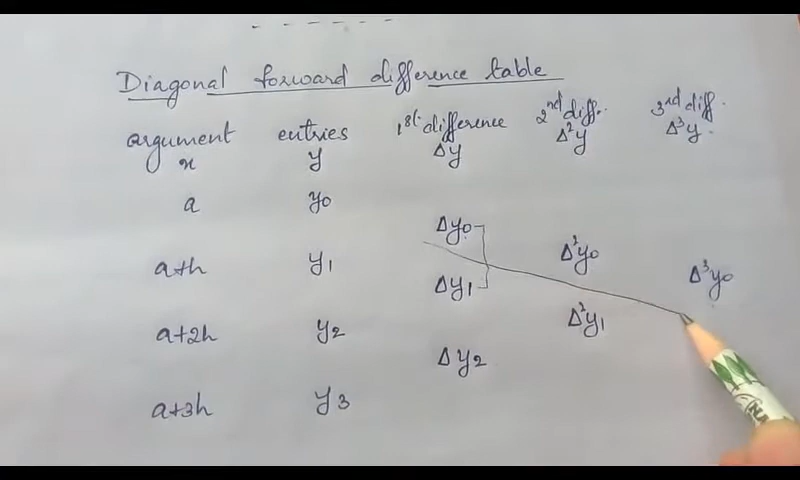 Diagonal forward difference table
argument entries 1st difference 2nd diff. 3rd diff.
x y Δy Δ²y Δ³y
a y0
Δy0
a+h y1 Δ²y0
Δy1 Δ³y0
a+2h y2 Δ²y1
Δy2
a+3h y3